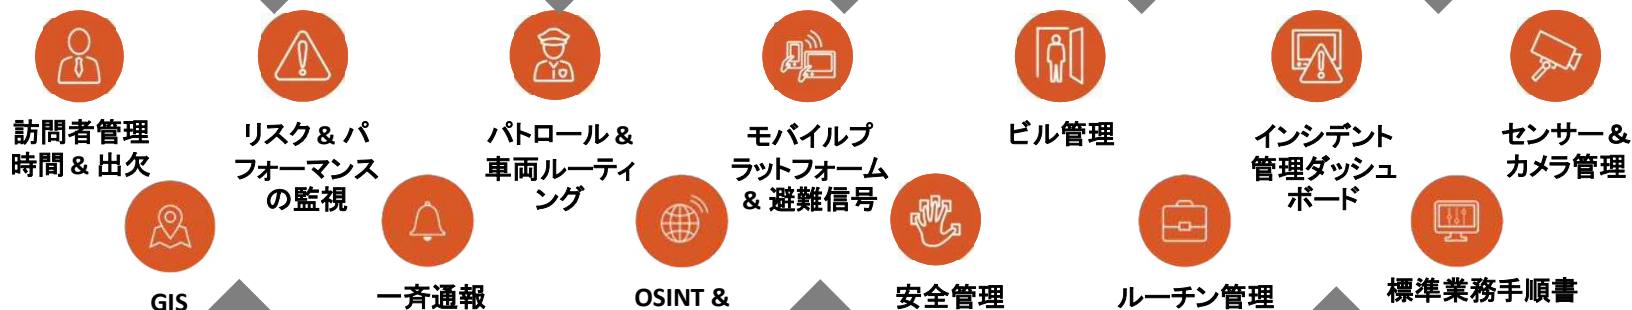 訪問者管理
時間 & 出欠
リスク & パ
フォーマンス
の監視
パトロール &
車両ルーティ
ング
モバイルプ
ラットフォーム
& 避難信号
ビル管理
インシデント
管理ダッシュ
ボード
センサー &
カメラ管理
GIS
一斉通報
OSINT &
安全管理
ルーチン管理
標準業務手順書